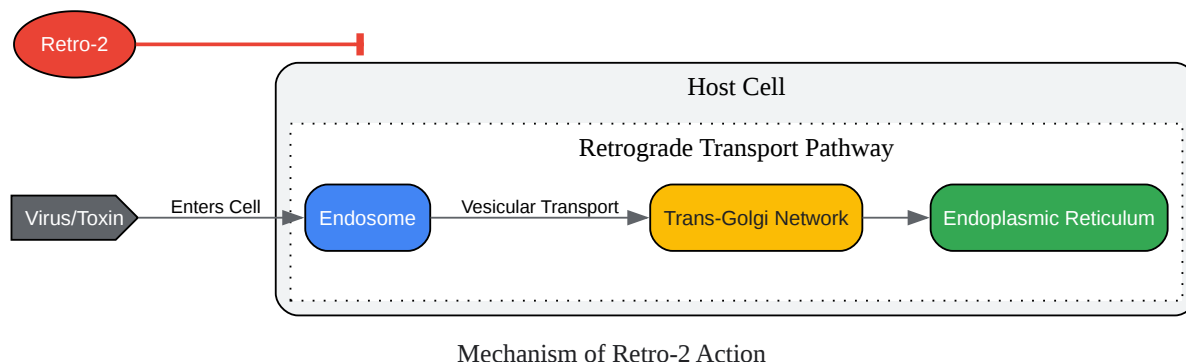 Retro-2
Host Cell
Retrograde Transport Pathway
Virus/Toxin
Enters Cell
Endosome
Vesicular Transport
Trans-Golgi Network
Endoplasmic Reticulum
Mechanism of Retro-2 Action